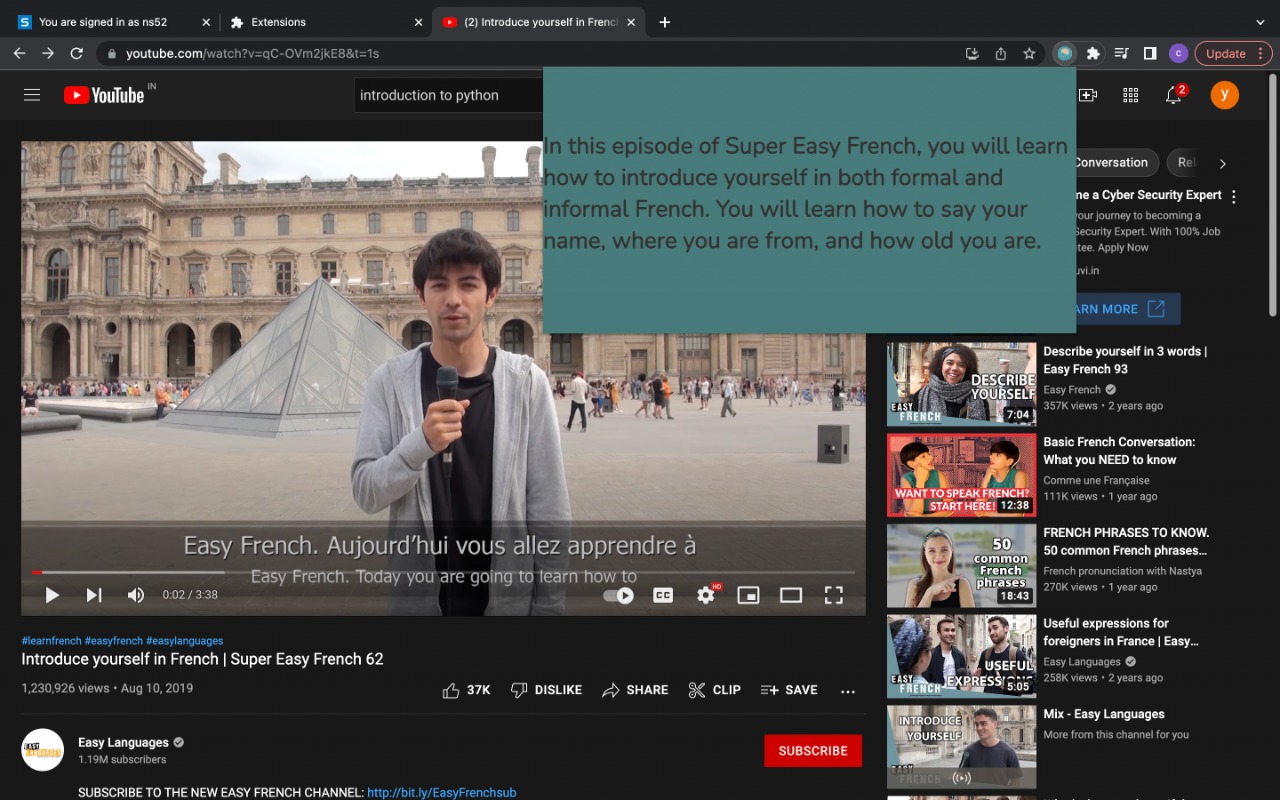 You are signed in as ns52
Extensions
(2) Introduce yourself in Frenc
youtube.com/watch?v=qC-OVm2jkE8&t=1s
C
Update
YouTube IN
introduction to python
2
y
In this episode of Super Easy French, you will learn
how to introduce yourself in both formal and
informal French. You will learn how to say your
name, where you are from, and how old you are.
Conversation
Rel
me a Cyber Security Expert
your journey to becoming a
Security Expert. With 100% Job
tee. Apply Now
uvi.in
ARN MORE
Easy French. Aujourd'hui vous allez apprendre à
Easy French. Today you are going to learn how to
0:02 / 3:38
CC
HD
#learnfrench #easyfrench #easylanguages
Introduce yourself in French | Super Easy French 62
1,230,926 views • Aug 10, 2019
37K
DISLIKE
SHARE
CLIP
SAVE
EASY
Easy Languages
1.19M subscribers
SUBSCRIBE
SUBSCRIBE TO THE NEW EASY FRENCH CHANNEL: http://bit.ly/EasyFrenchsub
DESCRIBE
YOURSELF
EASY
FRENCH
7:04
Describe yourself in 3 words |
Easy French 93
Easy French
357K views • 2 years ago
WANT TO SPEAK FRENCH?
START HERE!
12:38
Basic French Conversation:
What you NEED to know
Comme une Française
111K views • 1 year ago
50
common
French
phrases
18:43
FRENCH PHRASES TO KNOW.
50 common French phrases...
French pronunciation with Nastya
270K views • 1 year ago
USEFUL
EXPRESSIONS
EASY
FRENCH
5:05
Useful expressions for
foreigners in France | Easy...
Easy Languages
258K views • 2 years ago
INTRODUCE
YOURSELF
EASY
Mix - Easy Languages
More from this channel for you